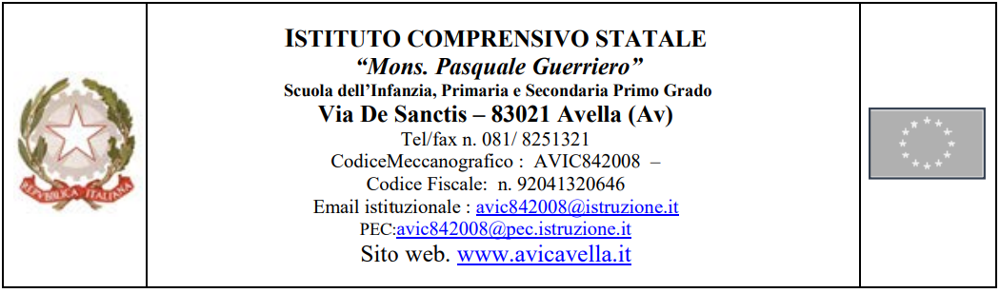 ISTITUTO COMPRENSIVO STATALE
“Mons. Pasquale Guerriero”
Scuola dell’Infanzia, Primaria e Secondaria Primo Grado
Via De Sanctis – 83021 Avella (Av)
Tel/fax n. 081/ 8251321
CodiceMeccanografico : AVIC842008 –
Codice Fiscale: n. 92041320646
Email istituzionale : avic842008@istruzione.it
PEC:avic842008@pec.istruzione.it
Sito web. www.avicavella.it
REPVBBLICA ITALIANA